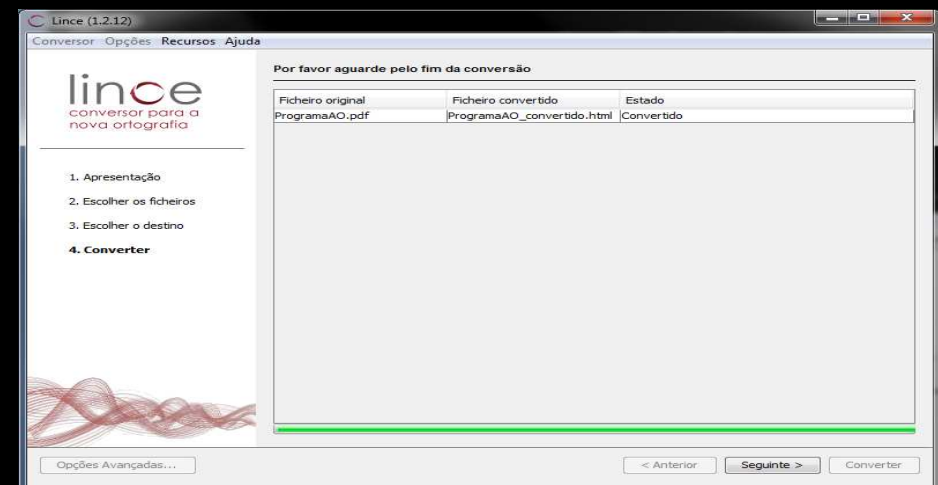 Lince (1.2.12)
Conversor Opções Recursos Ajuda
lince
conversor para a
nova ortografia
1. Apresentação
2. Escolher os ficheiros
3. Escolher o destino
4. Converter
Por favor aguarde pelo fim da conversão
Ficheiro original Ficheiro convertido Estado
ProgramaAO.pdf ProgramaAO_convertido.html Convertido
Opções Avançadas... < Anterior Seguinte > Converter